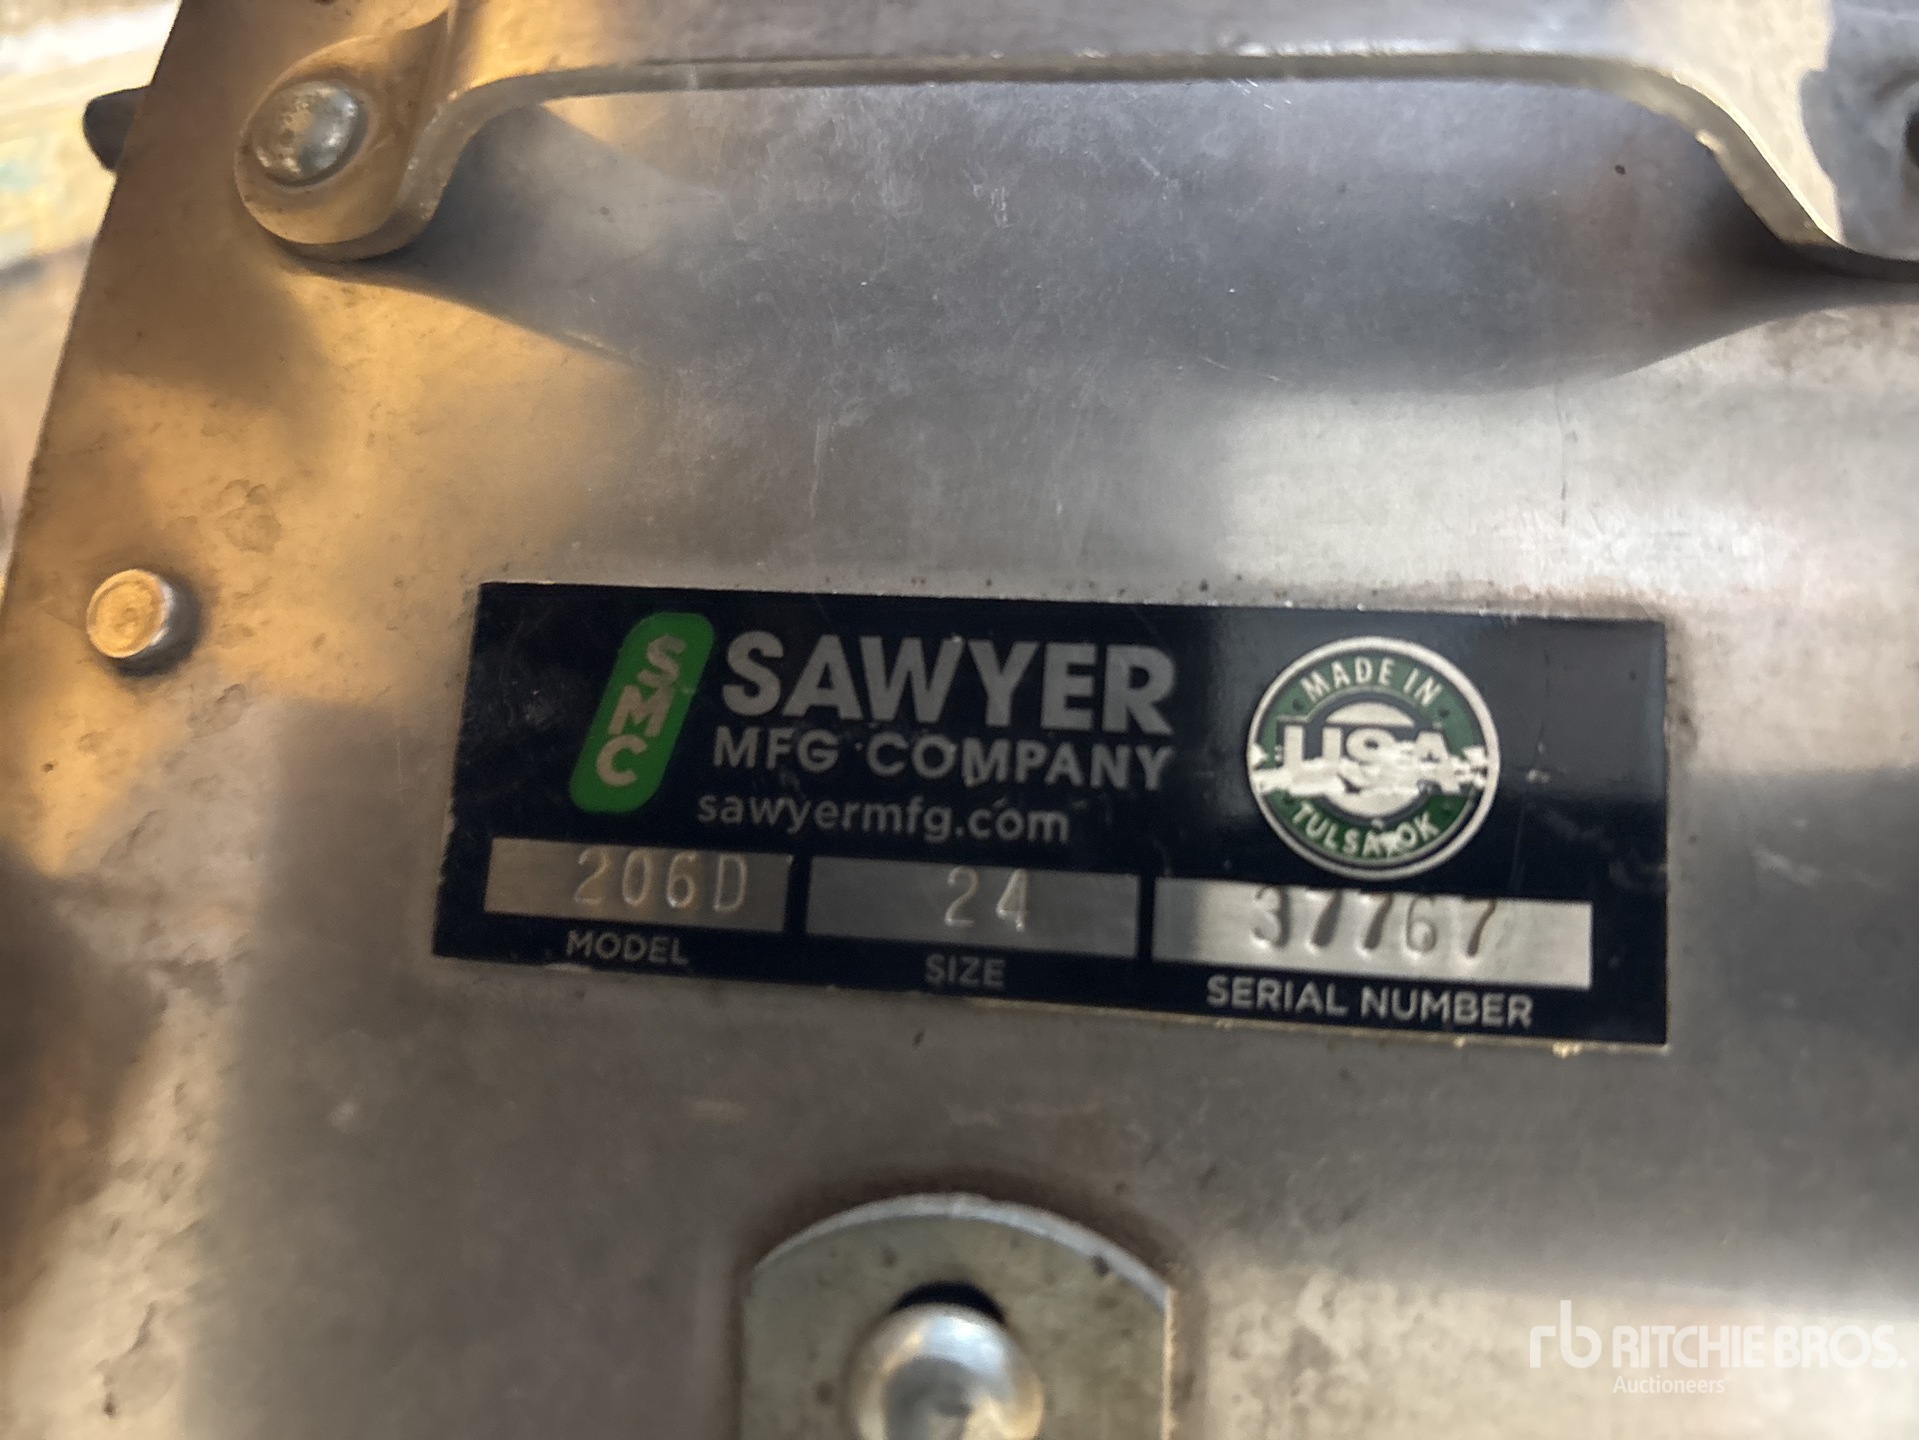 SMC
SAWYER
MFG COMPANY
sawyermfg.com
MADE IN
USA
TULSA, OK
206D
24
37767
MODEL
SIZE
SERIAL NUMBER
rb RITCHIE BROS.
Auctioneers